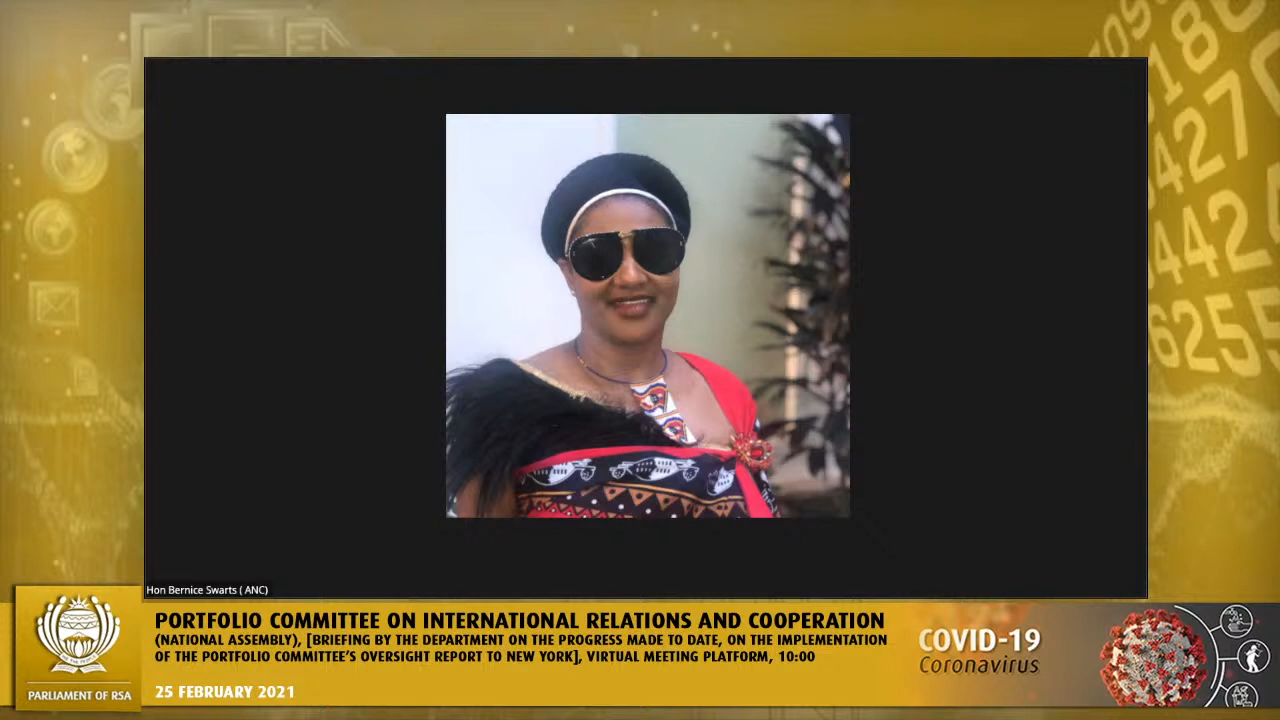 Hon Bernice Swarts ( ANC)
PORTFOLIO COMMITTEE ON INTERNATIONAL RELATIONS AND COOPERATION
(NATIONAL ASSEMBLY), [BRIEFING BY THE DEPARTMENT ON THE PROGRESS MADE TO DATE, ON THE IMPLEMENTATION
OF THE PORTFOLIO COMMITTEE'S OVERSIGHT REPORT TO NEW YORK], VIRTUAL MEETING PLATFORM, 10:00
25 FEBRUARY 2021
PARLIAMENT OF RSA
COVID-19
Coronavirus
6255